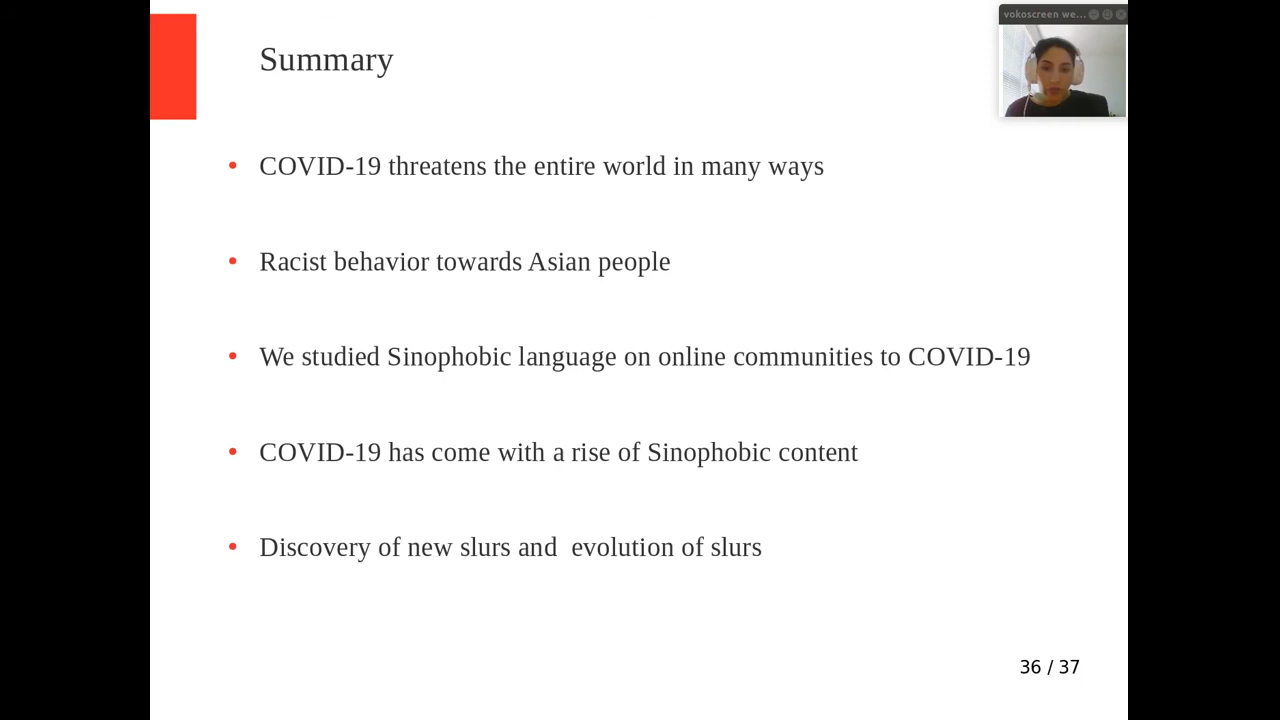 vokoscreen we...
Summary
COVID-19 threatens the entire world in many ways
Racist behavior towards Asian people
We studied Sinophobic language on online communities to COVID-19
COVID-19 has come with a rise of Sinophobic content
Discovery of new slurs and  evolution of slurs
36 / 37